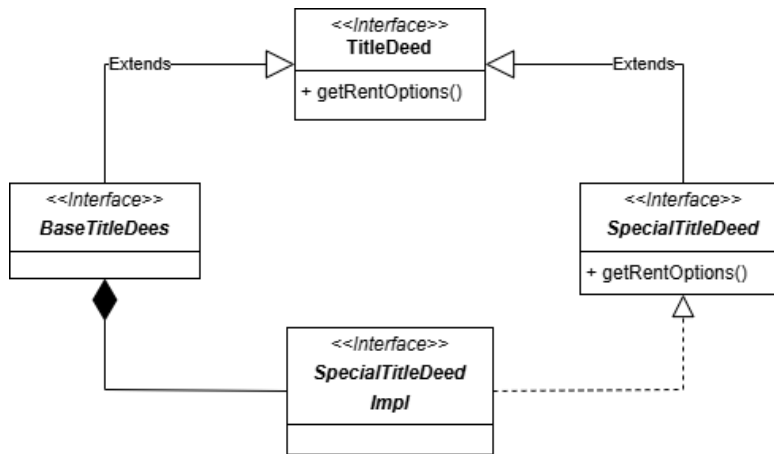 <<Interface>>
TitleDeed
+ getRentOptions()
Extends
Extends
<<Interface>>
BaseTitleDees
<<Interface>>
SpecialTitleDeed
+ getRentOptions()
<<Interface>>
SpecialTitleDeed
Impl